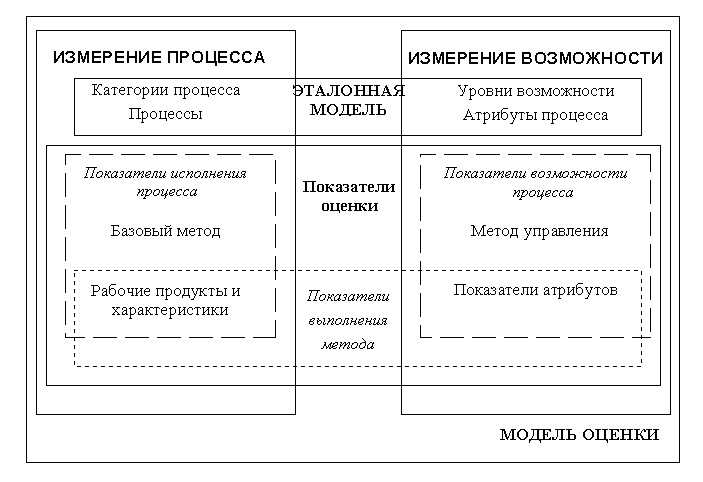 ИЗМЕРЕНИЕ ПРОЦЕССА
ИЗМЕРЕНИЕ ВОЗМОЖНОСТИ
Категории процесса
Процессы
ЭТАЛОННАЯ
МОДЕЛЬ
Уровни возможности
Атрибуты процесса
Показатели исполнения
процесса
Базовый метод
Рабочие продукты и
характеристики
Показатели
оценки
Показатели
выполнения
метода
Показатели возможности
процесса
Метод управления
Показатели атрибутов
МОДЕЛЬ ОЦЕНКИ